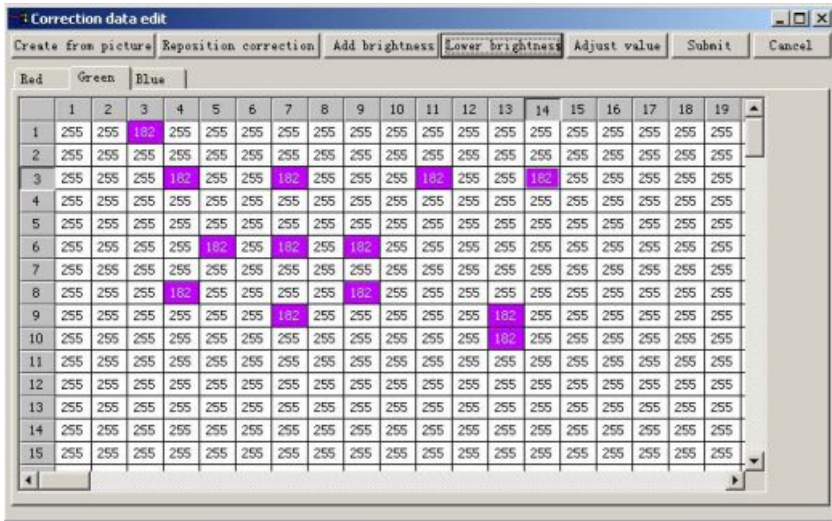 Correction data edit
Create from picture Reposition correction Add brightness Lower brightness Adjust value Submit Cancel
Red Green Blue
1 2 3 4 5 6 7 8 9 10 11 12 13 14 15 16 17 18 19
1 255 255 182 255 255 255 255 255 255 255 255 255 255 255 255 255 255 255 255
2 255 255 255 255 255 255 255 255 255 255 255 255 255 255 255 255 255 255 255
3 255 255 255 182 255 255 182 255 255 255 182 255 255 182 255 255 255 255 255
4 255 255 255 255 255 255 255 255 255 255 255 255 255 255 255 255 255 255 255
5 255 255 255 255 255 255 255 255 255 255 255 255 255 255 255 255 255 255 255
6 255 255 255 255 182 255 182 255 182 255 255 255 255 255 255 255 255 255 255
7 255 255 255 255 255 255 255 255 255 255 255 255 255 255 255 255 255 255 255
8 255 255 255 182 255 255 255 255 182 255 255 255 255 255 255 255 255 255 255
9 255 255 255 255 255 255 182 255 255 255 255 255 182 255 255 255 255 255 255
10 255 255 255 255 255 255 255 255 255 255 255 255 182 255 255 255 255 255 255
11 255 255 255 255 255 255 255 255 255 255 255 255 255 255 255 255 255 255 255
12 255 255 255 255 255 255 255 255 255 255 255 255 255 255 255 255 255 255 255
13 255 255 255 255 255 255 255 255 255 255 255 255 255 255 255 255 255 255 255
14 255 255 255 255 255 255 255 255 255 255 255 255 255 255 255 255 255 255 255
15 255 255 255 255 255 255 255 255 255 255 255 255 255 255 255 255 255 255 255